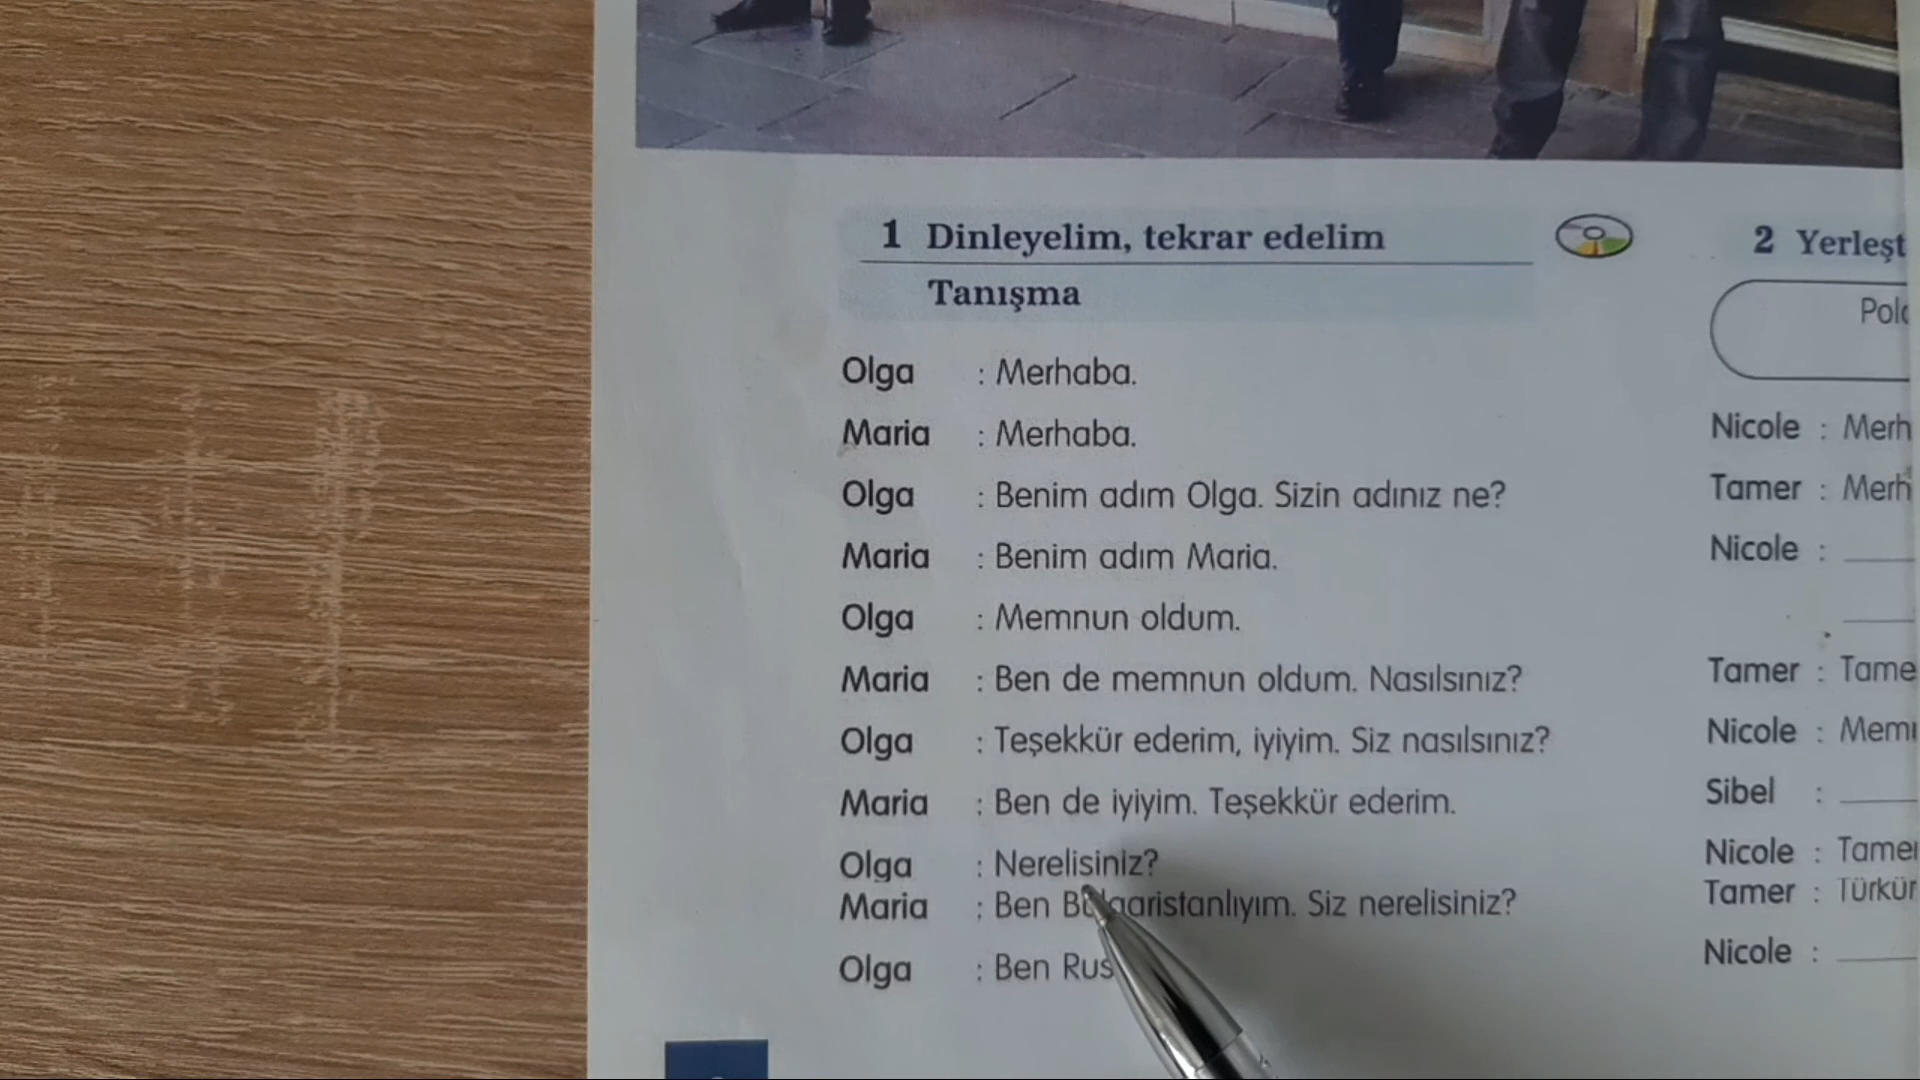 1 Dinleyelim, tekrar edelim
Tanışma
Olga : Merhaba.
Maria : Merhaba.
Olga : Benim adım Olga. Sizin adınız ne?
Maria : Benim adım Maria.
Olga : Memnun oldum.
Maria : Ben de memnun oldum. Nasılsınız?
Olga : Teşekkür ederim, iyiyim. Siz nasılsınız?
Maria : Ben de iyiyim. Teşekkür ederim.
Olga : Nerelisiniz?
Maria : Ben Siz nerelisiniz?
Olga : Ben
2
Nicole :
Tamer :
Nicole :
Tamer :
Nicole :
Sibel :
Nicole :
Tamer :
Nicole :